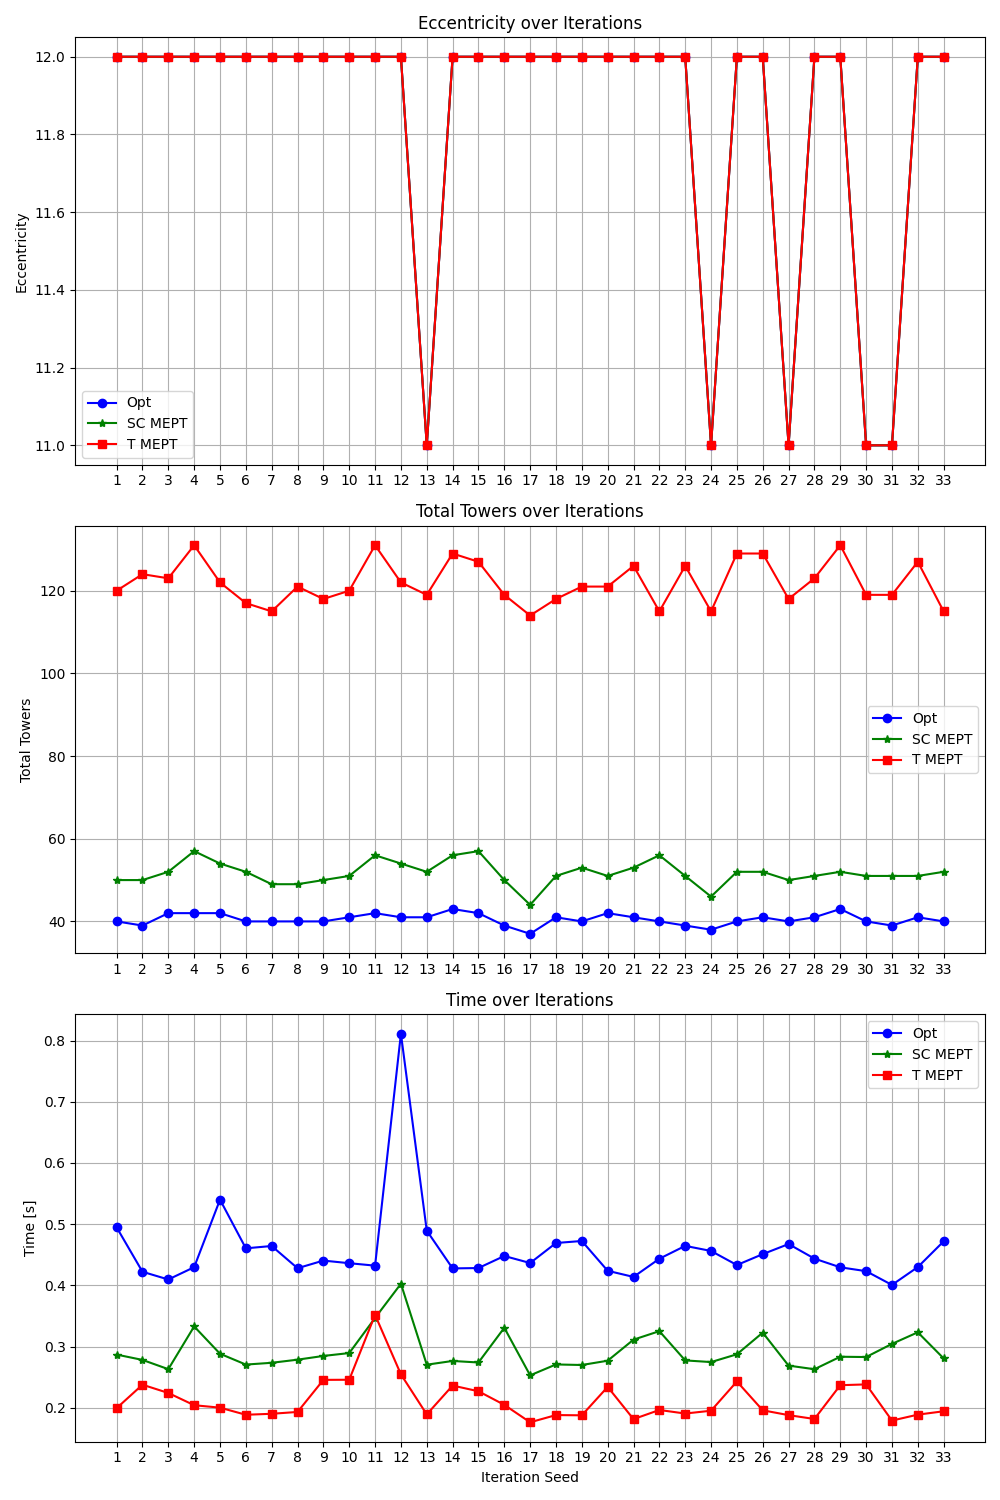 Eccentricity over Iterations
12.0
11.8
11.6
11.4
11.2
11.0
Eccentricity
Opt
SC MEPT
T MEPT
1 2 3 4 5 6 7 8 9 10 11 12 13 14 15 16 17 18 19 20 21 22 23 24 25 26 27 28 29 30 31 32 33
Total Towers over Iterations
120
100
80
60
40
Total Towers
Opt
SC MEPT
T MEPT
1 2 3 4 5 6 7 8 9 10 11 12 13 14 15 16 17 18 19 20 21 22 23 24 25 26 27 28 29 30 31 32 33
Time over Iterations
0.8
0.7
0.6
0.5
0.4
0.3
0.2
Time [s]
Opt
SC MEPT
T MEPT
1 2 3 4 5 6 7 8 9 10 11 12 13 14 15 16 17 18 19 20 21 22 23 24 25 26 27 28 29 30 31 32 33
Iteration Seed